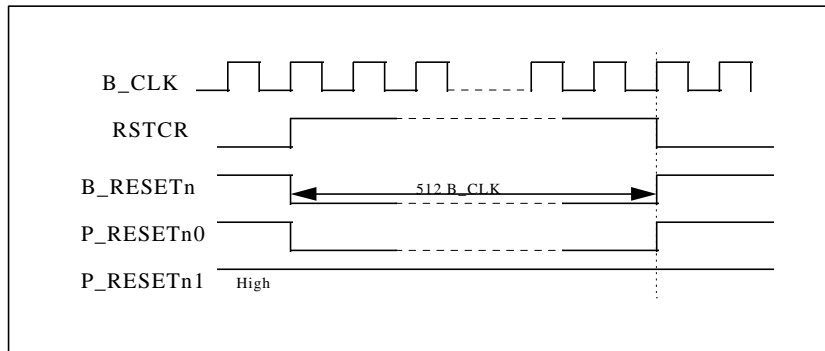 B_CLK
RSTCR
B_RESETn
512 B_CLK
P_RESETn0
P_RESETn1
High